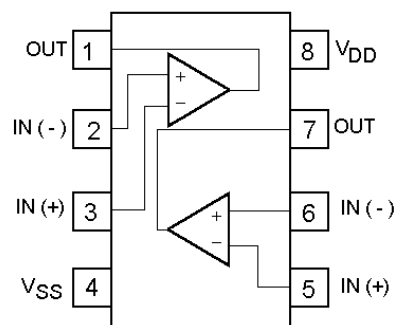 OUT 1
8 VDD
+
−
IN (-) 2
7 OUT
IN (+) 3
6 IN (-)
+
−
VSS 4
5 IN (+)